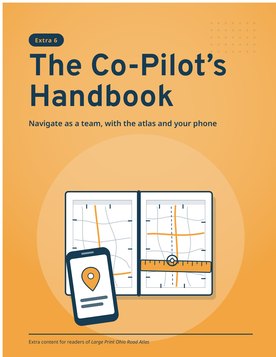 Extra 6
The Co-Pilot's
Handbook
Navigate as a team, with the atlas and your phone
Extra content for readers of Large Print Ohio Road Atlas